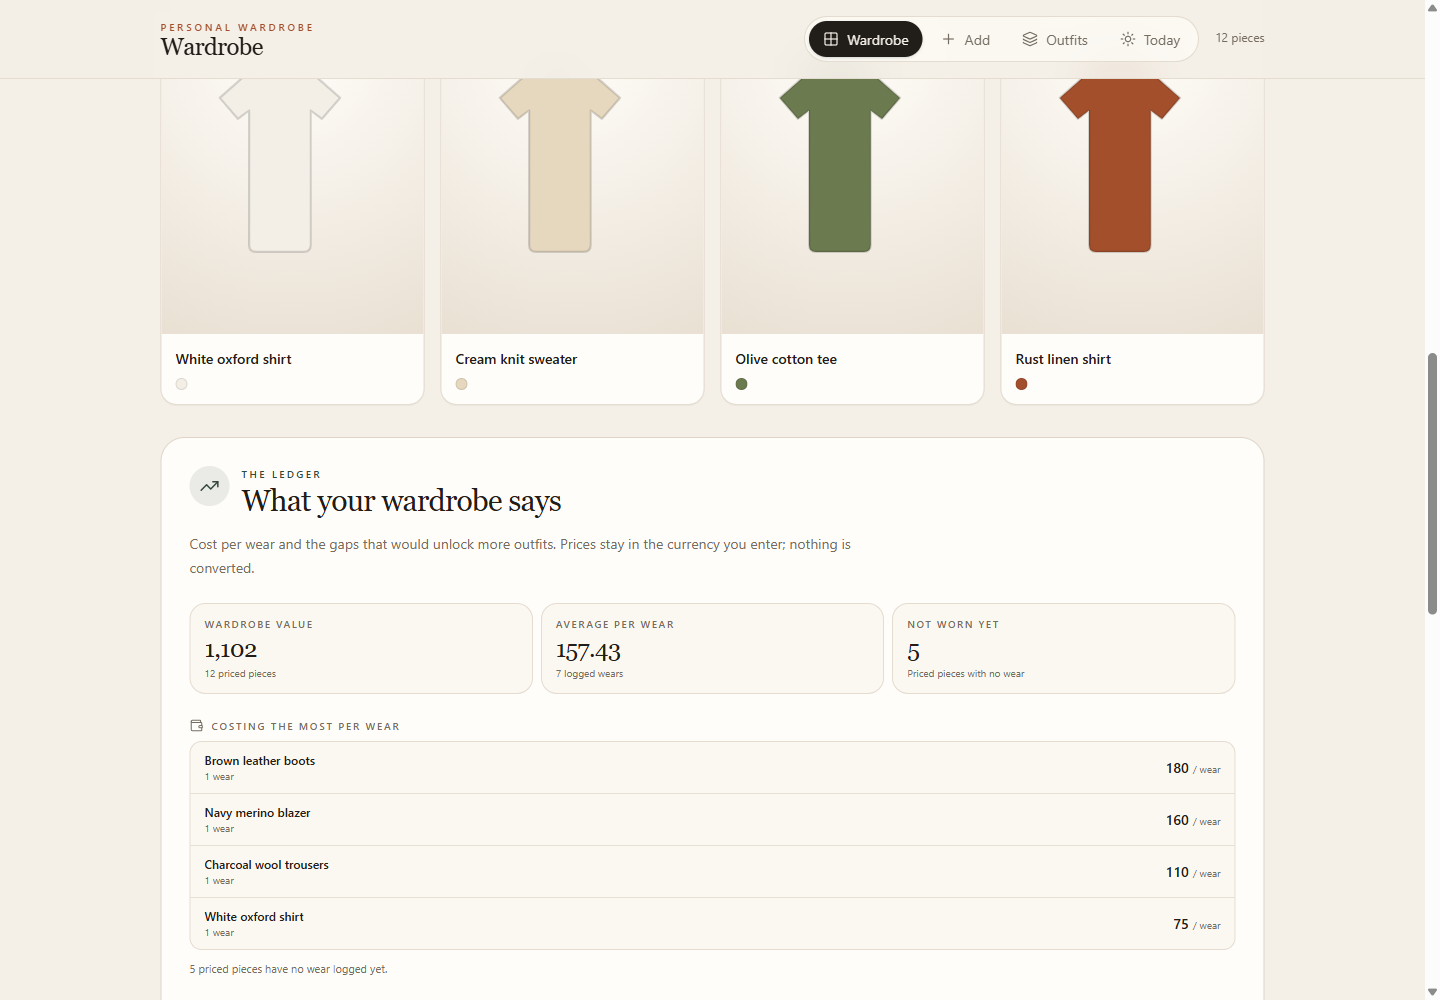 PERSONAL WARDROBE
Wardrobe
Wardrobe
Add
Outfits
Today
12 pieces
White oxford shirt
Cream knit sweater
Olive cotton tee
Rust linen shirt
THE LEDGER
What your wardrobe says
Cost per wear and the gaps that would unlock more outfits. Prices stay in the currency you enter; nothing is
converted.
WARDROBE VALUE
1,102
12 priced pieces
AVERAGE PER WEAR
157.43
7 logged wears
NOT WORN YET
5
Priced pieces with no wear
COSTING THE MOST PER WEAR
Brown leather boots
1 wear
180 / wear
Navy merino blazer
1 wear
160 / wear
Charcoal wool trousers
1 wear
110 / wear
White oxford shirt
1 wear
75 / wear
5 priced pieces have no wear logged yet.